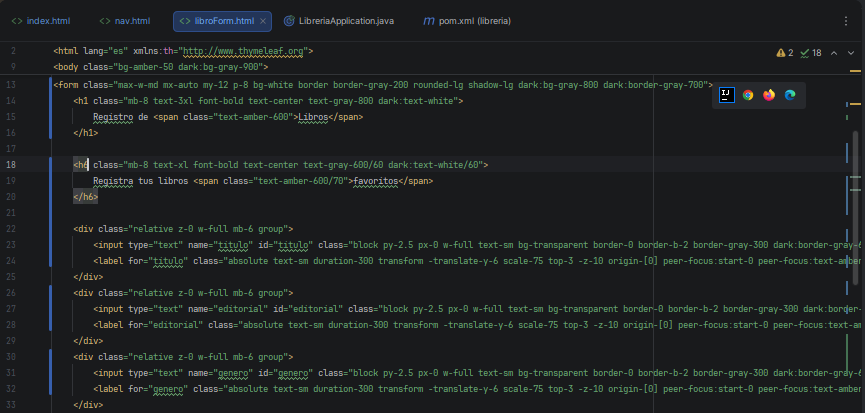 index.html nav.html libroForm.html LibreriaApplication.java pom.xml (libreria)
2 <html lang="es" xmlns:th="http://www.thymeleaf.org"> 2 18
9 <body class="bg-amber-50 dark:bg-gray-900">
13 <form class="max-w-md mx-auto my-12 p-8 bg-white border border-gray-200 rounded-lg shadow-lg dark:bg-gray-800 dark:border-gray-700">
14 <h1 class="mb-8 text-3xl font-bold text-center text-gray-800 dark:text-white">
15 Registro de <span class="text-amber-600">Libros</span>
16 </h1>
17
18 <h6 class="mb-8 text-xl font-bold text-center text-gray-600/60 dark:text-white/60">
19 Registra tus libros <span class="text-amber-600/70">favoritos</span>
20 </h6>
21
22 <div class="relative z-0 w-full mb-6 group">
23 <input type="text" name="titulo" id="titulo" class="block py-2.5 px-0 w-full text-sm bg-transparent border-0 border-b-2 border-gray-300 dark:border-gray-6
24 <label for="titulo" class="absolute text-sm duration-300 transform -translate-y-6 scale-75 top-3 -z-10 origin-[0] peer-focus:start-0 peer-focus:text-amber
25 </div>
26 <div class="relative z-0 w-full mb-6 group">
27 <input type="text" name="editorial" id="editorial" class="block py-2.5 px-0 w-full text-sm bg-transparent border-0 border-b-2 border-gray-300 dark:border-
28 <label for="editorial" class="absolute text-sm duration-300 transform -translate-y-6 scale-75 top-3 -z-10 origin-[0] peer-focus:start-0 peer-focus:text-am
29 </div>
30 <div class="relative z-0 w-full mb-6 group">
31 <input type="text" name="genero" id="genero" class="block py-2.5 px-0 w-full text-sm bg-transparent border-0 border-b-2 border-gray-300 dark:border-gray-6
32 <label for="genero" class="absolute text-sm duration-300 transform -translate-y-6 scale-75 top-3 -z-10 origin-[0] peer-focus:start-0 peer-focus:text-amber
33 </div>